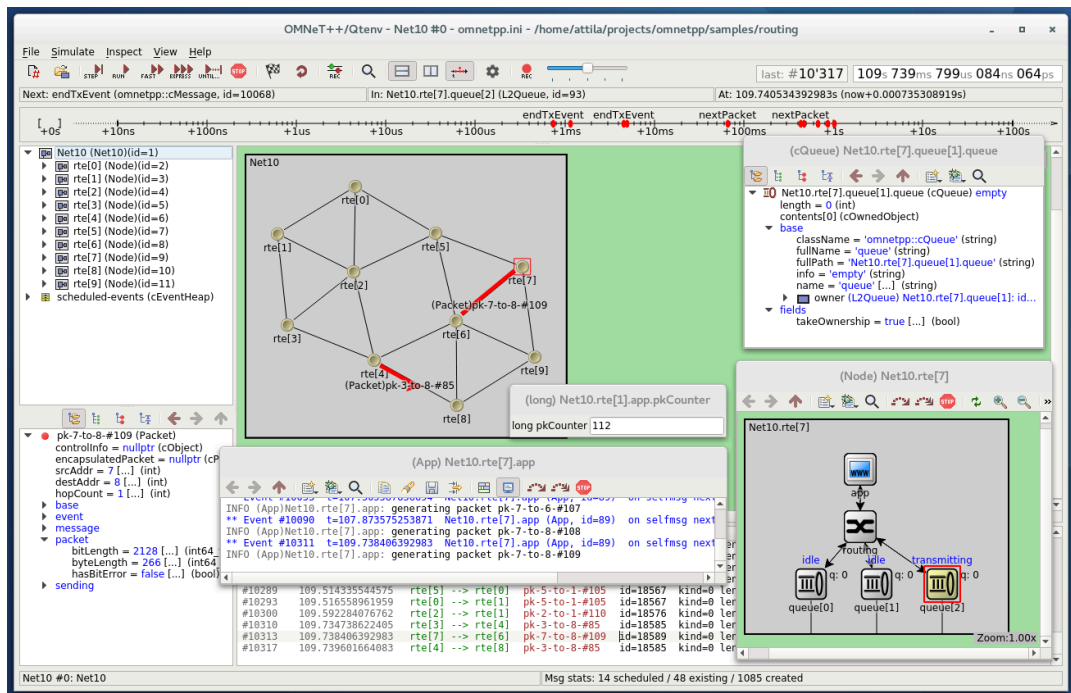 OMNeT++/Qtenv - Net10 #0 - omnetpp.ini - /home/attila/projects/omnetpp/samples/routing
File Simulate Inspect View Help
STEP RUN FAST EXPRESS UNTIL... STOP REC REC last: #10'317 109s 739ms 799us 084ns 064ps
Next: endTxEvent (omnetpp::cMessage, id=10068) In: Net10.rte[7].queue[2] (L2Queue, id=93) At: 109.740534392983s (now+0.000735308919s)
endTxEvent endTxEvent nextPacket nextPacket
+0s +10ns +100ns +1us +10us +100us +1ms +10ms +100ms +1s +10s +100s
Net10 (Net10)(id=1)
rte[0] (Node)(id=2)
rte[1] (Node)(id=3)
rte[2] (Node)(id=4)
rte[3] (Node)(id=5)
rte[4] (Node)(id=6)
rte[5] (Node)(id=7)
rte[6] (Node)(id=8)
rte[7] (Node)(id=9)
rte[8] (Node)(id=10)
rte[9] (Node)(id=11)
scheduled-events (cEventHeap)
Net10
rte[0]
rte[1]
rte[5]
rte[2]
rte[7]
(Packet)pk-7-to-8-#109
rte[6]
rte[3]
rte[4]
rte[9]
(Packet)pk-3-to-8-#85
rte[8]
(cQueue) Net10.rte[7].queue[1].queue
Net10.rte[7].queue[1].queue (cQueue) empty
length = 0 (int)
contents[0] (cOwnedObject)
base
className = 'omnetpp::cQueue' (string)
fullName = 'queue' (string)
fullPath = 'Net10.rte[7].queue[1].queue' (string)
info = 'empty' (string)
name = 'queue' [...] (string)
owner (L2Queue) Net10.rte[7].queue[1]: id...
fields
takeOwnership = true [...] (bool)
(long) Net10.rte[1].app.pkCounter
long pkCounter 112
(Node) Net10.rte[7]
STOP
Net10.rte[7]
www
app
routing
idle idle transmitting
q: 0 q: 0 q: 0
queue[0] queue[1] queue[2]
Zoom:1.00x
pk-7-to-8-#109 (Packet)
controlInfo = nullptr (cObject)
encapsulatedPacket = nullptr (cP
srcAddr = 7 [...] (int)
destAddr = 8 [...] (int)
hopCount = 1 [...] (int)
base
event
message
packet
bitLength = 2128 [...] (int64_
byteLength = 266 [...] (int64_
hasBitError = false [...] (bool)
sending
(App) Net10.rte[7].app
STOP
INFO (App)Net10.rte[7].app: generating packet pk-7-to-6-#107
** Event #10090 t=107.873575253871 Net10.rte[7].app (App, id=89) on selfmsg next
INFO (App)Net10.rte[7].app: generating packet pk-7-to-8-#108
** Event #10311 t=109.738406392983 Net10.rte[7].app (App, id=89) on selfmsg next
INFO (App)Net10.rte[7].app: generating packet pk-7-to-8-#109
#10289 109.514335544575 rte[5] --> rte[0] pk-5-to-1-#105 id=18567 kind=0 len
#10293 109.516558961959 rte[0] --> rte[1] pk-5-to-1-#105 id=18567 kind=0 len
#10300 109.592284076762 rte[2] --> rte[1] pk-2-to-1-#110 id=18576 kind=0 len
#10310 109.734738622405 rte[3] --> rte[4] pk-3-to-8-#85 id=18585 kind=0 len
#10313 109.738406392983 rte[7] --> rte[6] pk-7-to-8-#109 id=18589 kind=0 len
#10317 109.739601664083 rte[4] --> rte[8] pk-3-to-8-#85 id=18585 kind=0 len
Net10 #0: Net10 Msg stats: 14 scheduled / 48 existing / 1085 created